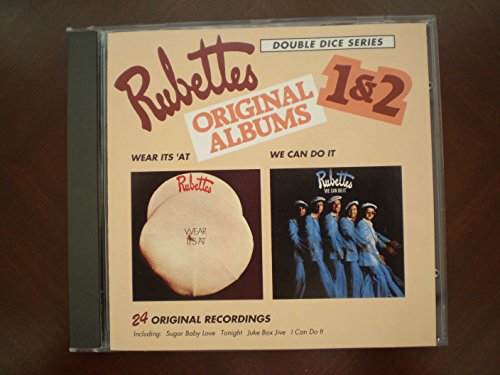 Rubettes
DOUBLE DICE SERIES
ORIGINAL
ALBUMS
1&2
WEAR ITS 'AT
WE CAN DO IT
Rubettes
WEAR
IT'S AT
Rubettes
WE CAN DO IT
24 ORIGINAL RECORDINGS
Including: Sugar Baby Love Tonight Juke Box Jive I Can Do It